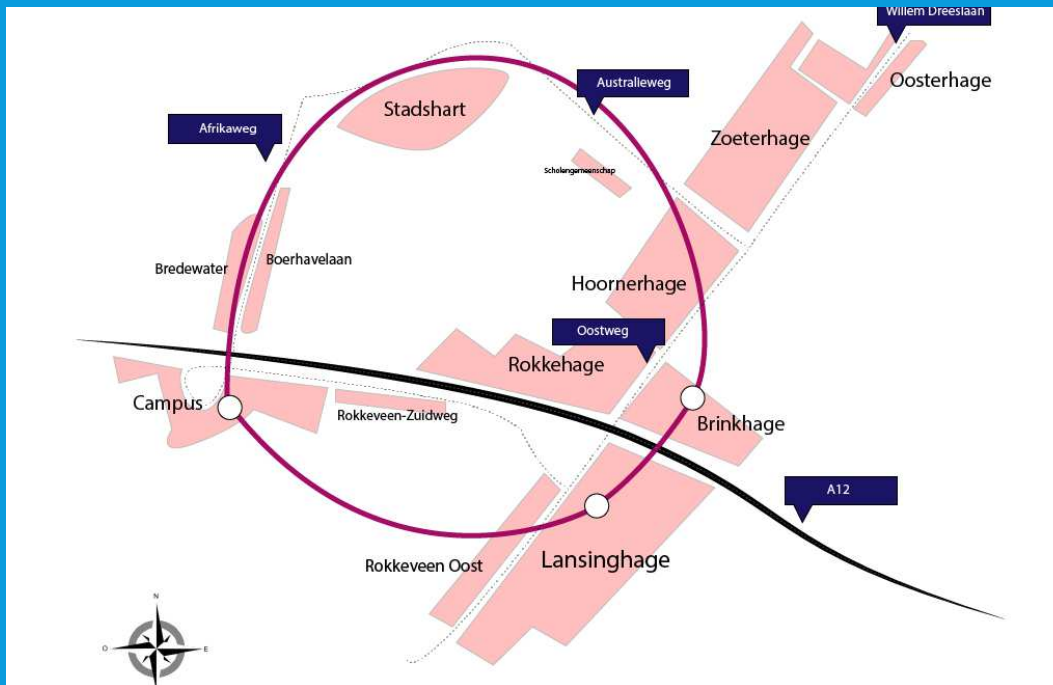 Willem Dreeslaan
Oosterhage
Australieweg
Stadshart
Zoeterhage
Afrikaweg
Scholengemeenschap
Boerhavelaan
Bredewater
Hoornerhage
Oostweg
Rokkehage
Campus
Rokkeveen-Zuidweg
Brinkhage
A12
Lansinghage
Rokkeveen Oost
N
O
E